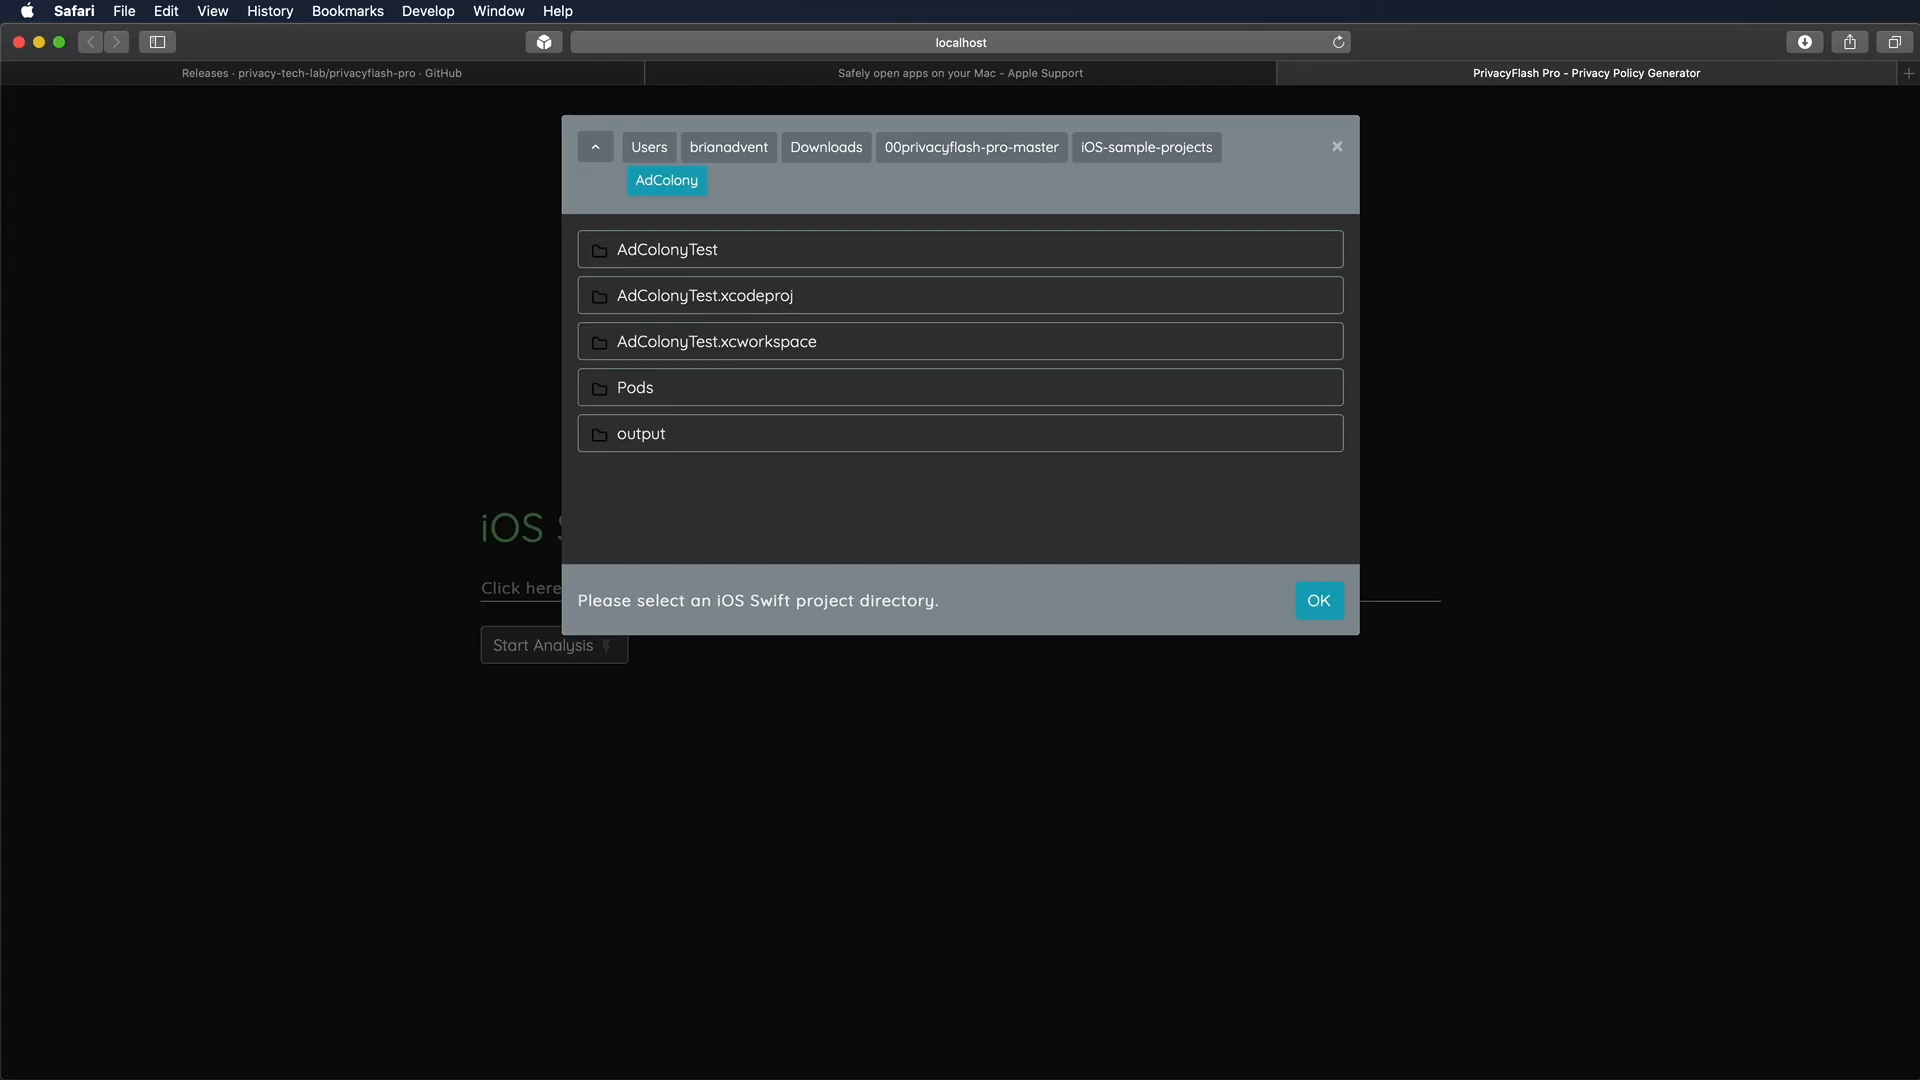 Safari File Edit View History Bookmarks Develop Window Help
localhost
Releases · privacy-tech-lab/privacyflash-pro · GitHub
Safely open apps on your Mac - Apple Support
PrivacyFlash Pro - Privacy Policy Generator
Users brianadvent Downloads 00privacyflash-pro-master iOS-sample-projects
AdColony
AdColonyTest
AdColonyTest.xcodeproj
AdColonyTest.xcworkspace
Pods
output
iOS
Click here
Please select an iOS Swift project directory.
OK
Start Analysis